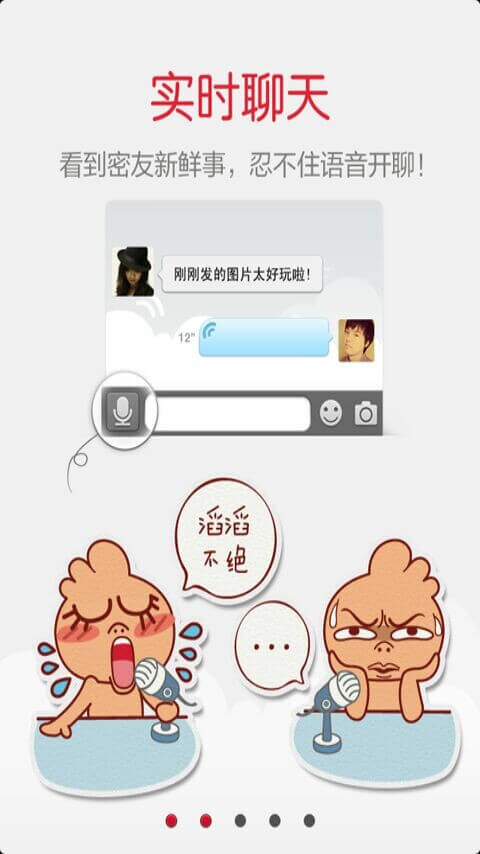 实时聊天
看到密友新鲜事，忍不住语音开聊！
刚刚发的图片太好玩啦！
12"
滔滔
不绝
...